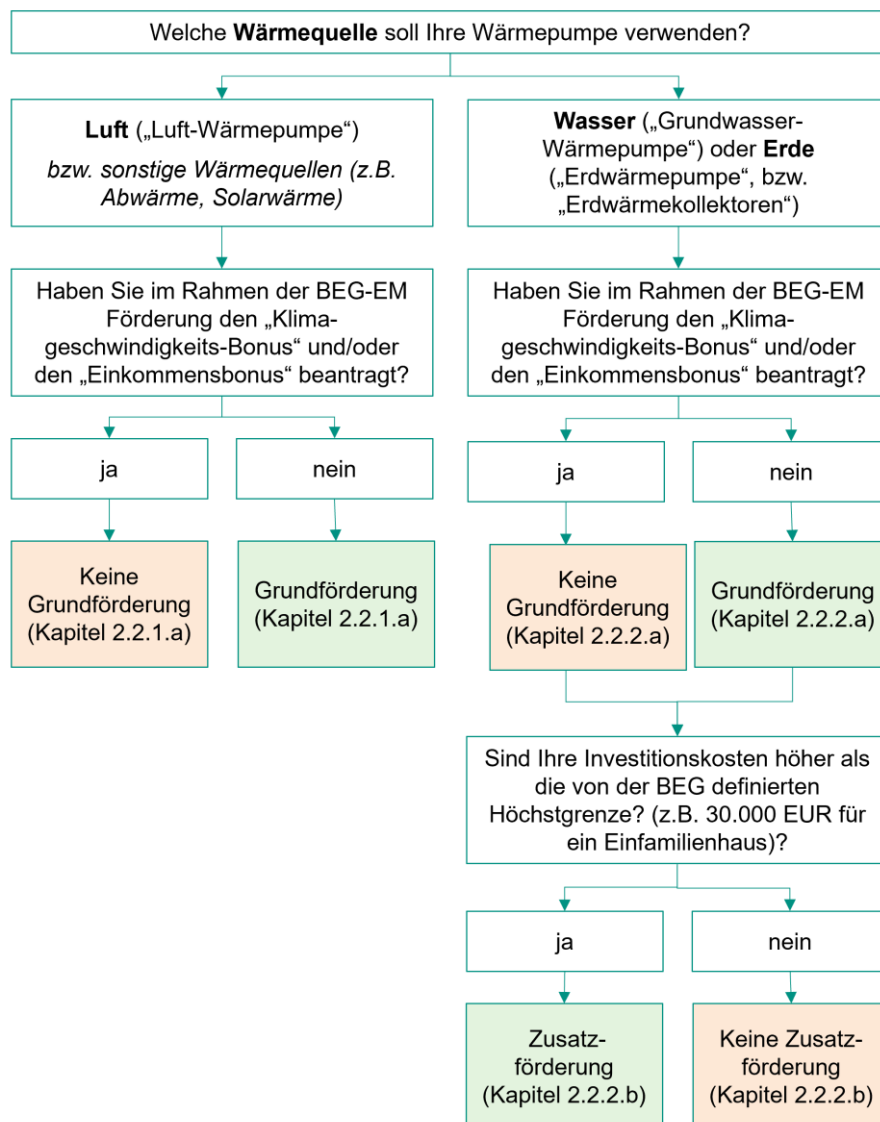 Welche Wärmequelle soll Ihre Wärmepumpe verwenden?
Luft („Luft-Wärmepumpe“)
bzw. sonstige Wärmequellen (z.B.
Abwärme, Solarwärme)
Wasser („Grundwasser-
Wärmepumpe“) oder Erde
(„Erdwärmepumpe“, bzw.
„Erdwärmekollektoren“)
Haben Sie im Rahmen der BEG-EM
Förderung den „Klima-
geschwindigkeits-Bonus“ und/oder
den „Einkommensbonus“ beantragt?
Haben Sie im Rahmen der BEG-EM
Förderung den „Klima-
geschwindigkeits-Bonus“ und/oder
den „Einkommensbonus“ beantragt?
ja
nein
ja
nein
Keine
Grundförderung
(Kapitel 2.2.1.a)
Grundförderung
(Kapitel 2.2.1.a)
Keine
Grundförderung
(Kapitel 2.2.2.a)
Grundförderung
(Kapitel 2.2.2.a)
Sind Ihre Investitionskosten höher als
die von der BEG definierten
Höchstgrenze? (z.B. 30.000 EUR für
ein Einfamilienhaus)?
ja
nein
Zusatz-
förderung
(Kapitel 2.2.2.b)
Keine Zusatz-
förderung
(Kapitel 2.2.2.b)